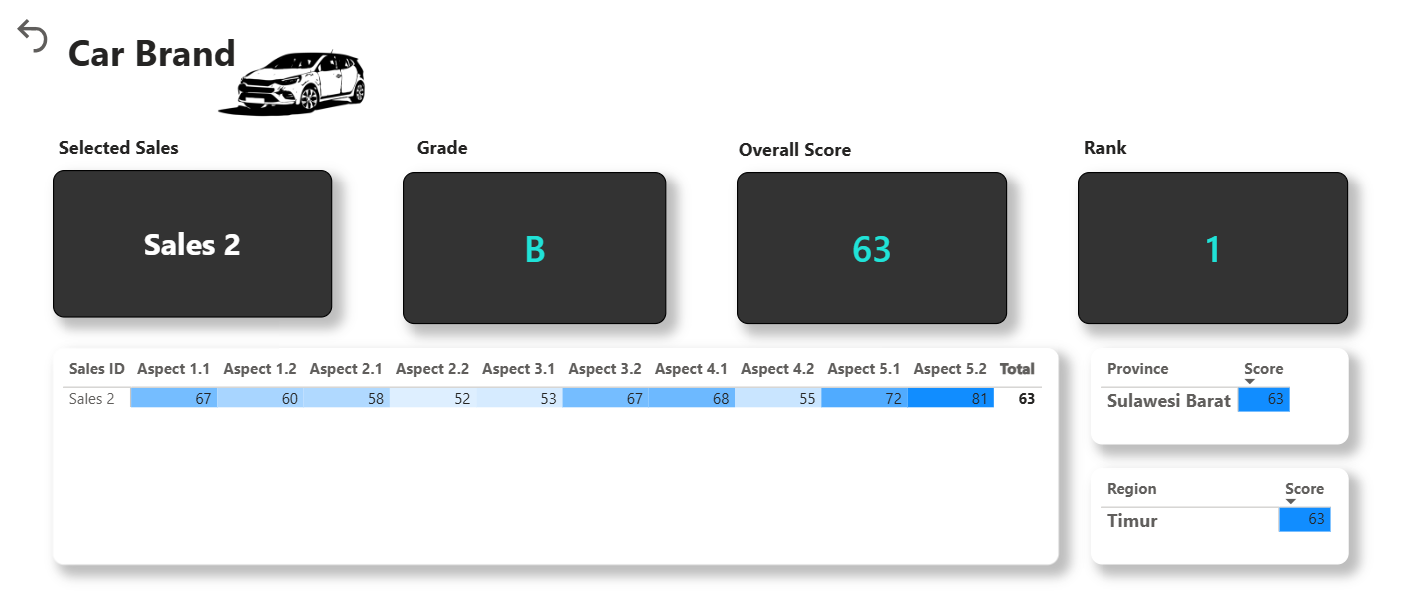 Car Brand
Selected Sales
Grade
Overall Score
Rank
Sales 2
B
63
1
Sales ID Aspect 1.1 Aspect 1.2 Aspect 2.1 Aspect 2.2 Aspect 3.1 Aspect 3.2 Aspect 4.1 Aspect 4.2 Aspect 5.1 Aspect 5.2 Total
Sales 2 67 60 58 52 53 67 68 55 72 81 63
Province Score
Sulawesi Barat 63
Region Score
Timur 63